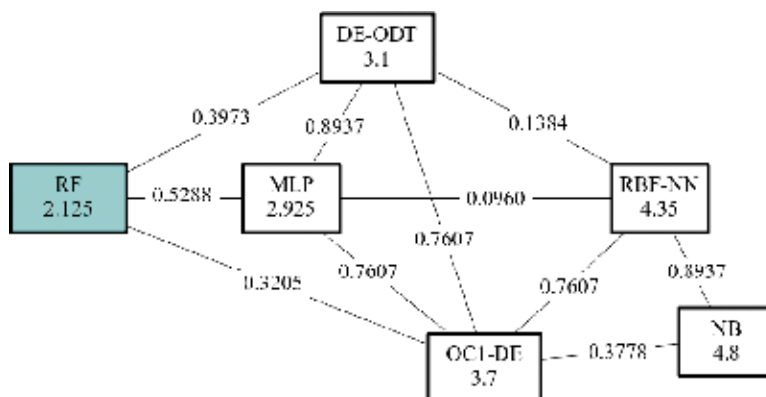 DE-ODT
3.1
0.3973
0.8937
0.1384
RF
2.125
0.5288
MLP
2.925
0.0960
RBF-NN
4.35
0.3205
0.7607
0.7607
0.7607
0.8937
OC1-DE
3.7
0.3778
NB
4.8